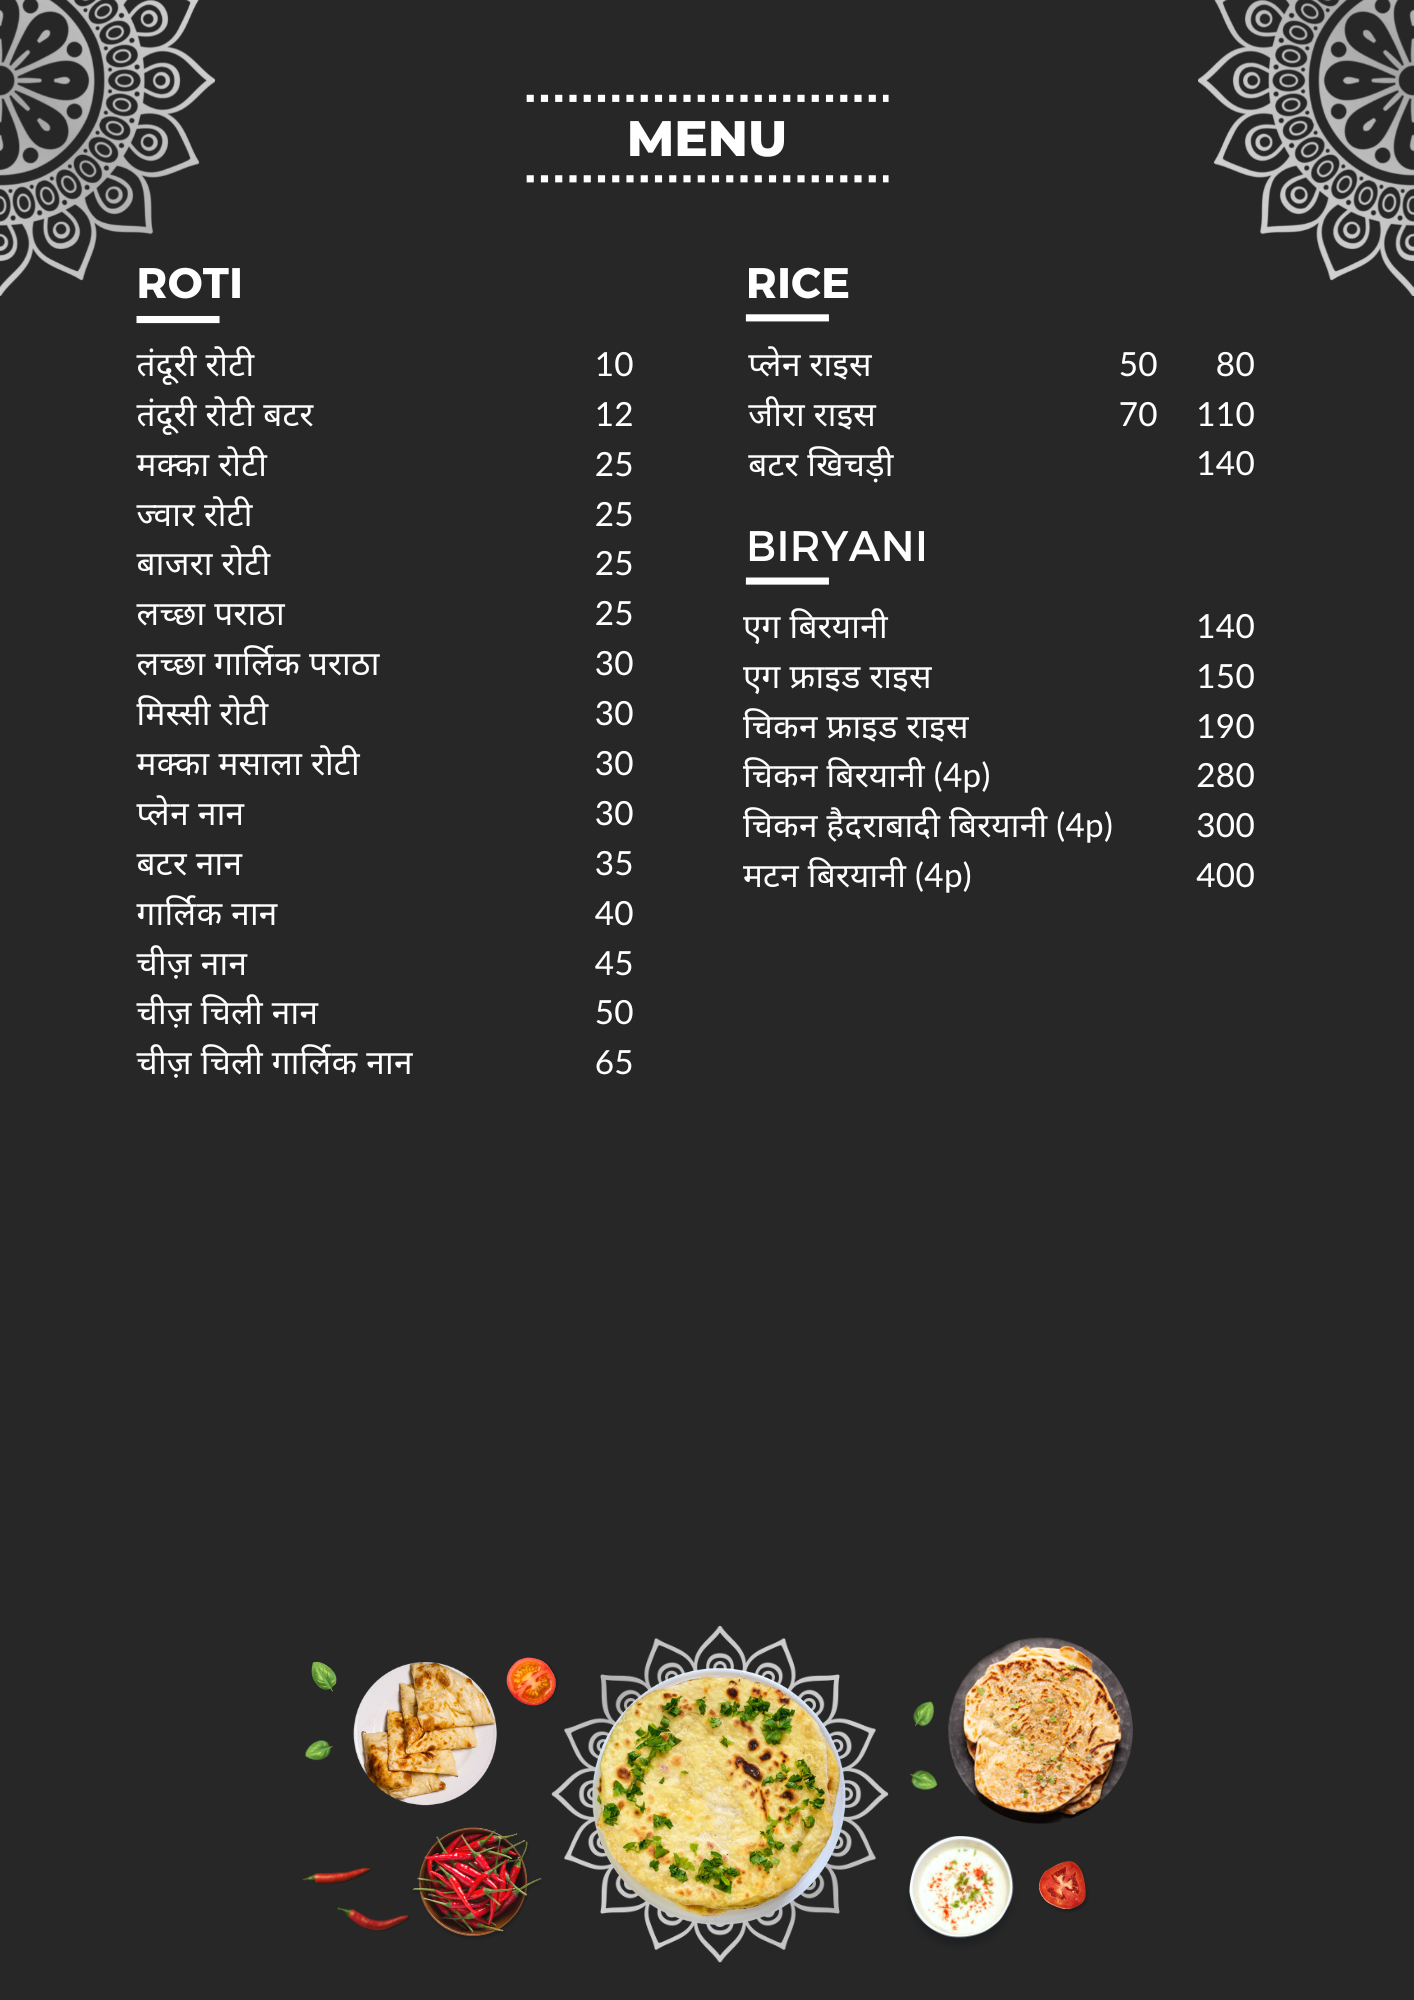 MENU
ROTI
तंदूरी रोटी 10
तंदूरी रोटी बटर 12
मक्का रोटी 25
ज्वार रोटी 25
बाजरा रोटी 25
लच्छा पराठा 25
लच्छा गार्लिक पराठा 30
मिस्सी रोटी 30
मक्का मसाला रोटी 30
प्लेन नान 30
बटर नान 35
गार्लिक नान 40
चीज़ नान 45
चीज़ चिली नान 50
चीज़ चिली गार्लिक नान 65
RICE
प्लेन राइस 50 80
जीरा राइस 70 110
बटर खिचड़ी 140
BIRYANI
एग बिरयानी 140
एग फ्राइड राइस 150
चिकन फ्राइड राइस 190
चिकन बिरयानी (4p) 280
चिकन हैदराबादी बिरयानी (4p) 300
मटन बिरयानी (4p) 400